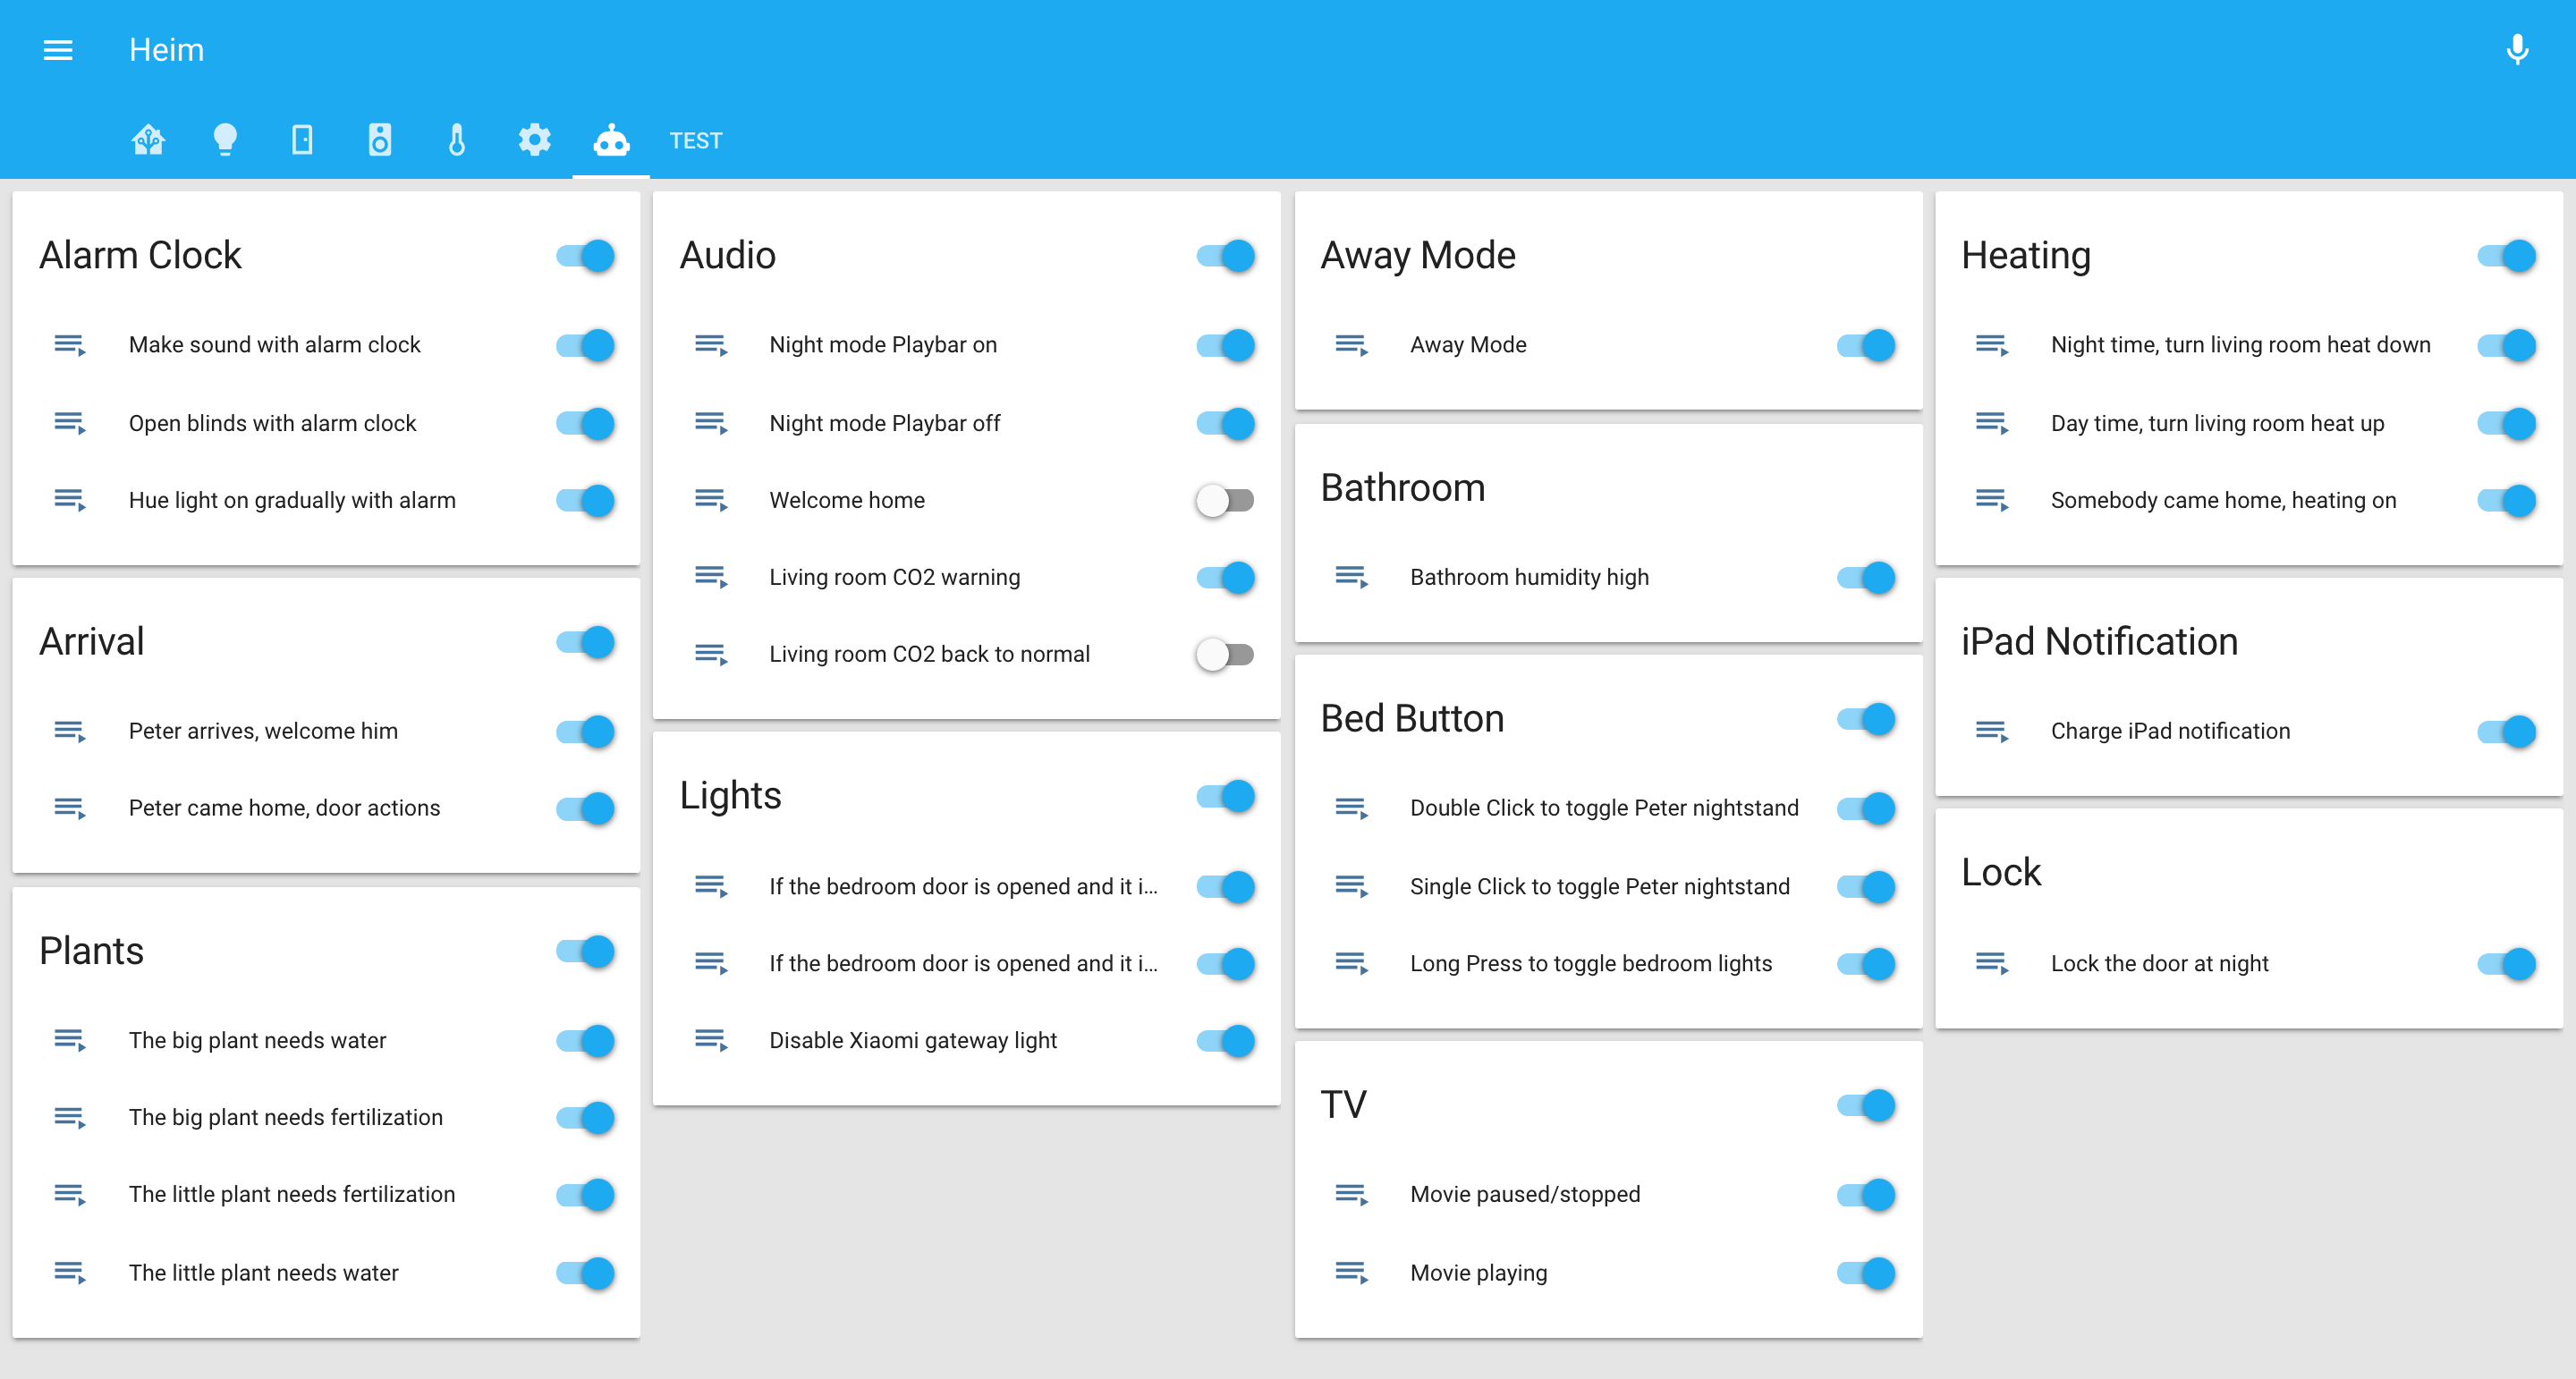 Heim
TEST
Alarm Clock
Make sound with alarm clock
Open blinds with alarm clock
Hue light on gradually with alarm
Arrival
Peter arrives, welcome him
Peter came home, door actions
Plants
The big plant needs water
The big plant needs fertilization
The little plant needs fertilization
The little plant needs water
Audio
Night mode Playbar on
Night mode Playbar off
Welcome home
Living room CO2 warning
Living room CO2 back to normal
Lights
If the bedroom door is opened and it i...
If the bedroom door is opened and it i...
Disable Xiaomi gateway light
Away Mode
Away Mode
Bathroom
Bathroom humidity high
Bed Button
Double Click to toggle Peter nightstand
Single Click to toggle Peter nightstand
Long Press to toggle bedroom lights
TV
Movie paused/stopped
Movie playing
Heating
Night time, turn living room heat down
Day time, turn living room heat up
Somebody came home, heating on
iPad Notification
Charge iPad notification
Lock
Lock the door at night